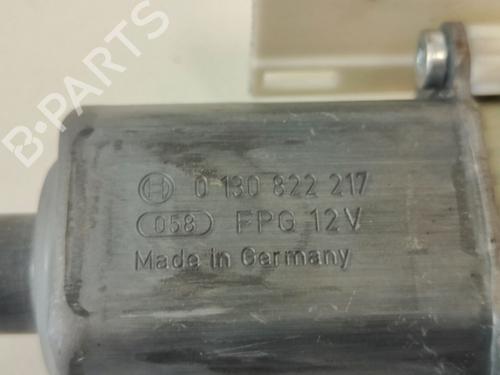 B-PARTS
0 130 822 217
058 FPG 12V
Made in Germany